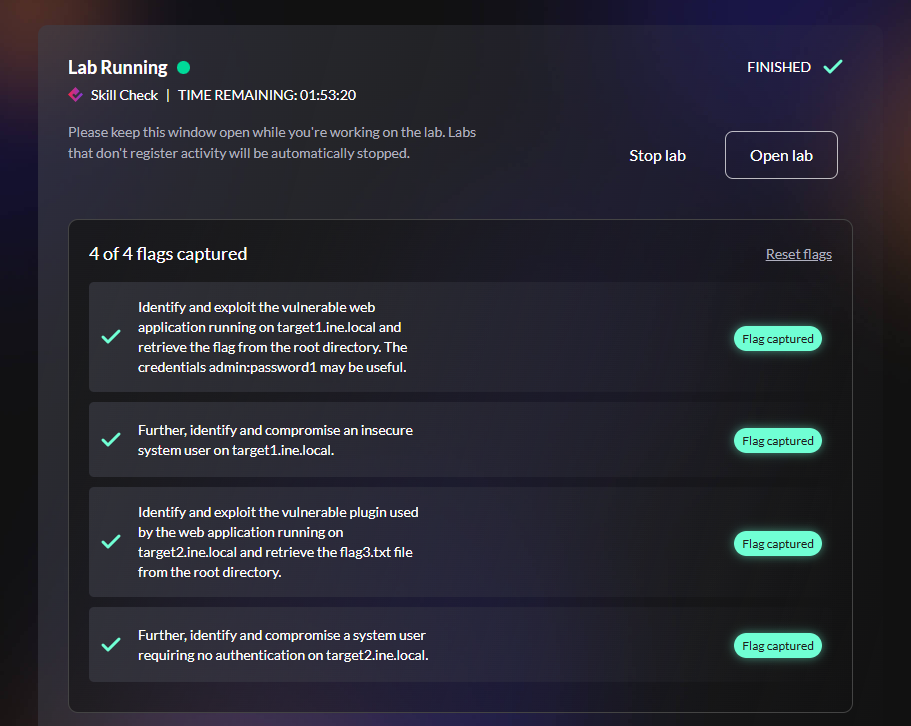 Lab Running
FINISHED
Skill Check | TIME REMAINING: 01:53:20
Please keep this window open while you're working on the lab. Labs
that don't register activity will be automatically stopped.
Stop lab
Open lab
4 of 4 flags captured
Reset flags
Identify and exploit the vulnerable web
application running on target1.ine.local and
retrieve the flag from the root directory. The
credentials admin:password1 may be useful.
Flag captured
Further, identify and compromise an insecure
system user on target1.ine.local.
Flag captured
Identify and exploit the vulnerable plugin used
by the web application running on
target2.ine.local and retrieve the flag3.txt file
from the root directory.
Flag captured
Further, identify and compromise a system user
requiring no authentication on target2.ine.local.
Flag captured